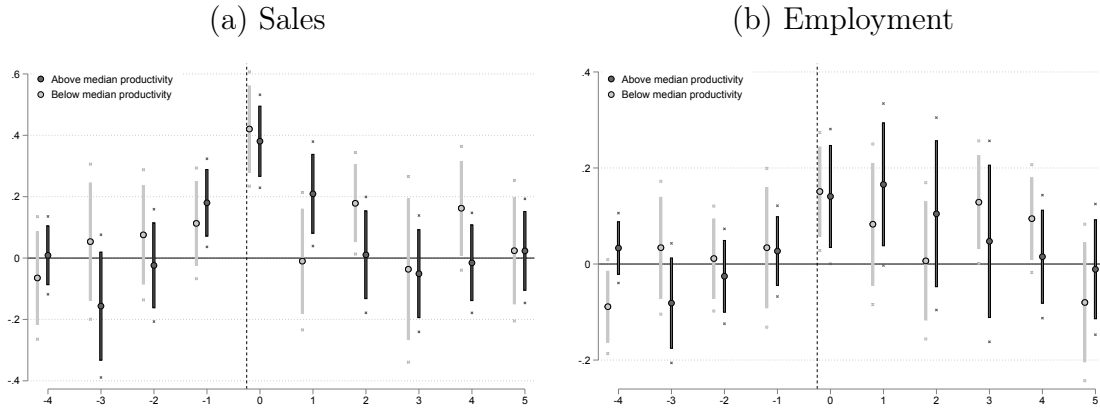 (a) Sales
.6
.4
.2
0
-.2
-.4
Above median productivity
Below median productivity
-4 -3 -2 -1 0 1 2 3 4 5
(b) Employment
.4
.2
0
-.2
Above median productivity
Below median productivity
-4 -3 -2 -1 0 1 2 3 4 5